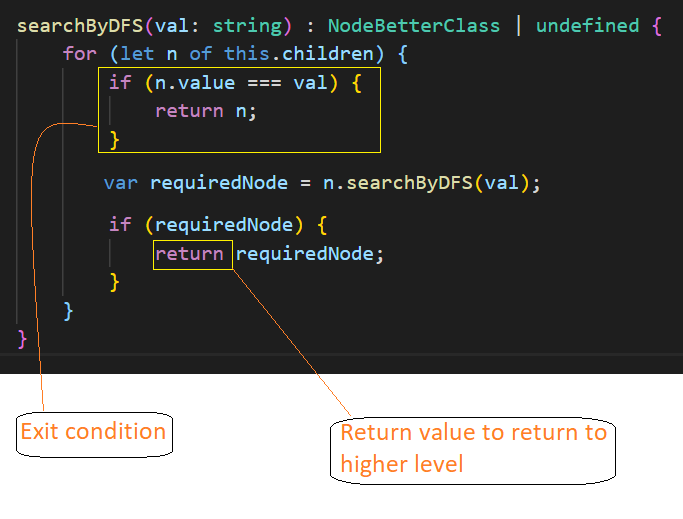 searchByDFS(val: string) : NodeBetterClass | undefined {
for (let n of this.children) {
if (n.value === val) {
return n;
}
var requiredNode = n.searchByDFS(val);
if (requiredNode) {
return requiredNode;
}
}
}
Exit condition
Return value to return to
higher level